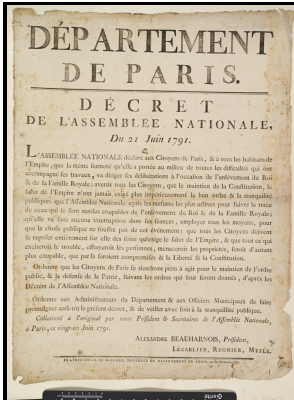 DÉPARTEMENT
DE PARIS.
DÉCRET
DE L'ASSEMBLÉE NATIONALE,
Du 21 Juin 1791.
L'ASSEMBLÉE NATIONALE déclare aux Citoyens de Paris, & à tous les habitans de
l'Empire, que la même fermeté qu'elle a portée au milieu de toutes les difficultés qui ont
accompagné ses travaux, va diriger ses délibérations à l'occasion de l'enlèvement du Roi
& de la Famille Royale; avertit tous les Citoyens, que le maintien de la Constitution, le
salut de l'Empire n'ont jamais exigé plus impérieusement le bon ordre & la tranquillité
publique; que l'Assemblée Nationale a pris les mesures les plus actives pour suivre la trace
de ceux qui se sont rendus coupables de l'enlèvement du Roi & de la Famille Royale;
qu'elle va sans aucune interruption dans ses séances, employer tous les moyens, pour
que la chose publique ne souffre pas de cet événement; que tous les Citoyens doivent
se reposer entièrement sur elle des soins qu'exige le salut de l'Empire; & que tout ce qui
exciteroit le trouble, effrayeroit les personnes, menaceroit les propriétés, seroit d'autant
plus coupable, que par là seroient compromises & la Liberté & la Constitution.
Ordonne que les Citoyens de Paris se tiendront prêts à agir pour le maintien de l'ordre
public, & la défense de la Patrie, suivant les ordres qui leur seront donnés, d'après les
Décrets de l'Assemblée Nationale.
Ordonne aux Administrateurs du Département & aux Officiers Municipaux de faire
promulguer aussi-tôt le présent décret, & de veiller avec soin à la tranquillité publique.
Collationné à l'original par nous Président & Secrétaires de l'Assemblée Nationale,
à Paris, ce vingt-un Juin 1791.
ALEXANDRE BEAUHARNOIS, Président,
LECARLIER, REGNIER, MERLE.